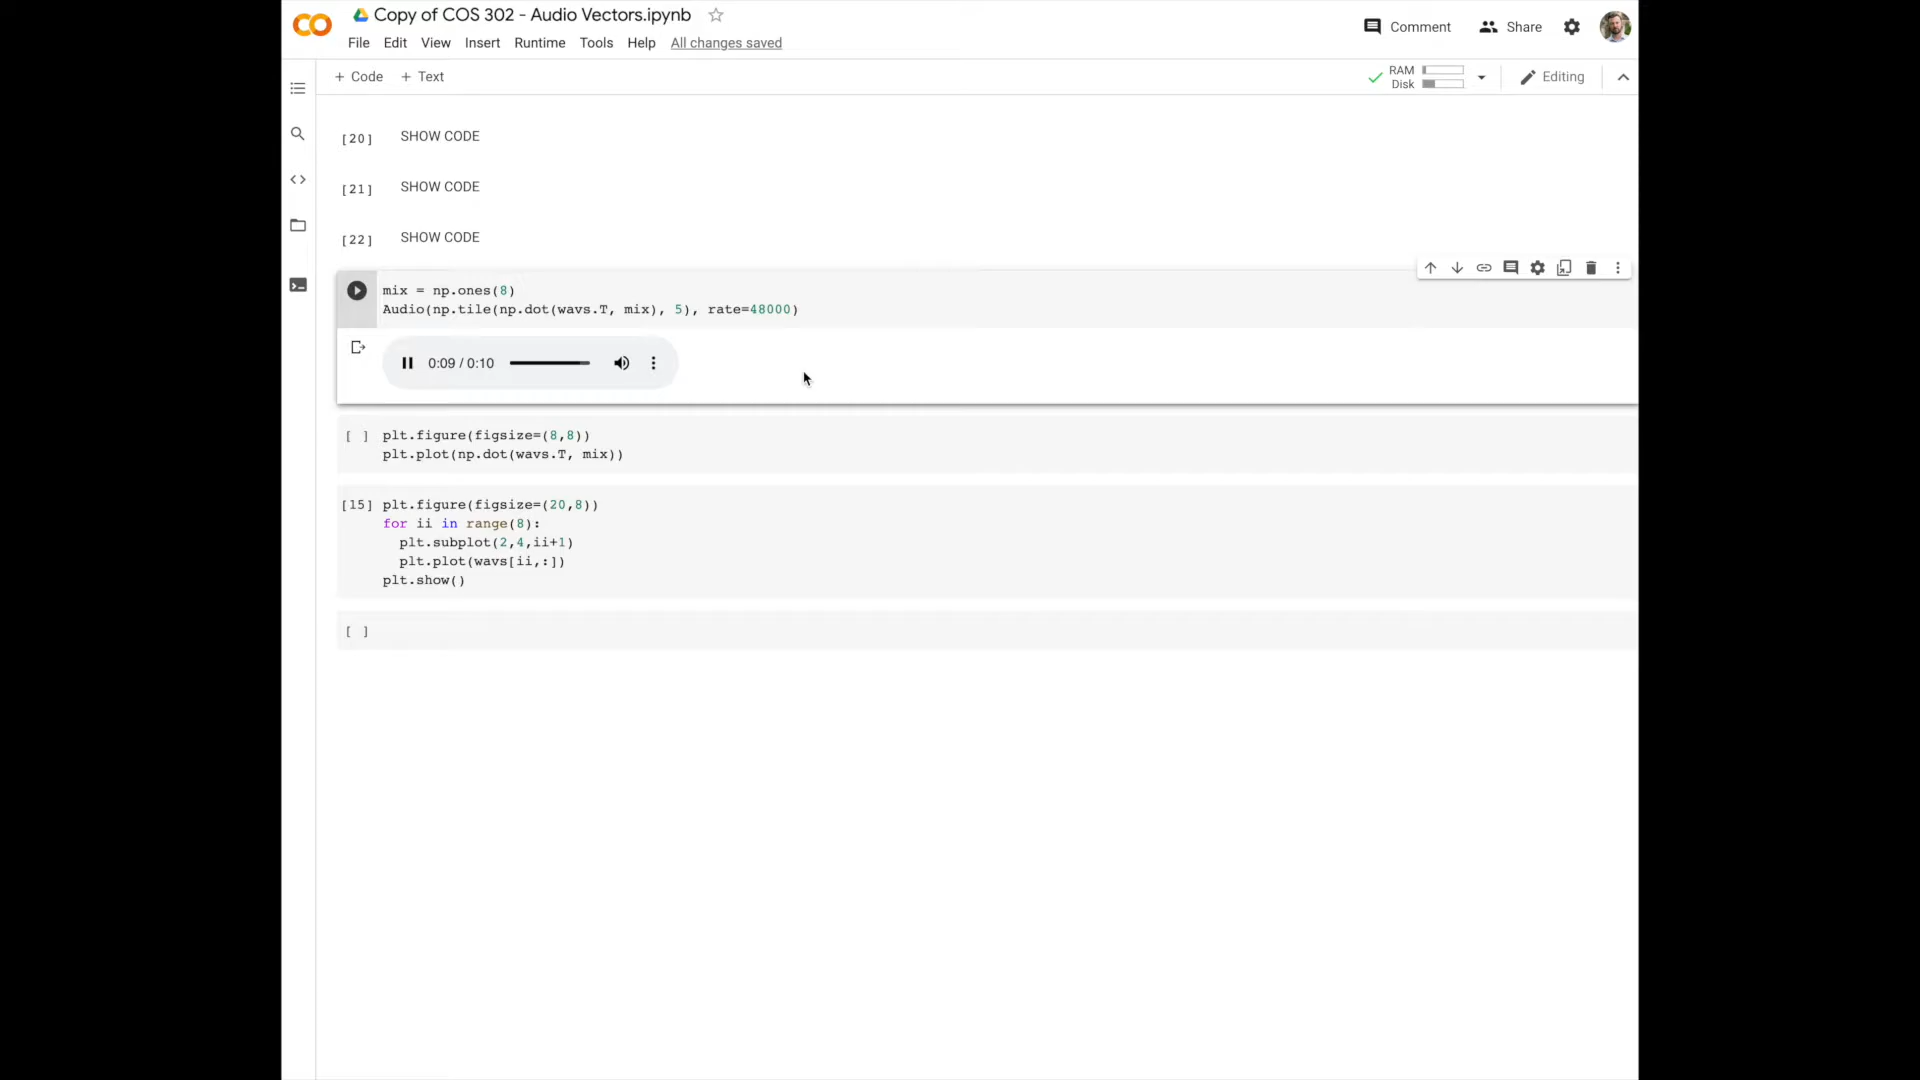 Copy of COS 302 - Audio Vectors.ipynb
File Edit View Insert Runtime Tools Help All changes saved
Comment Share
+ Code + Text
RAM
Disk
Editing
[20] SHOW CODE
[21] SHOW CODE
[22] SHOW CODE
mix = np.ones(8)
Audio(np.tile(np.dot(wavs.T, mix), 5), rate=48000)
0:09 / 0:10
[ ] plt.figure(figsize=(8,8))
plt.plot(np.dot(wavs.T, mix))
[15] plt.figure(figsize=(20,8))
for ii in range(8):
plt.subplot(2,4,ii+1)
plt.plot(wavs[ii,:])
plt.show()
[ ]